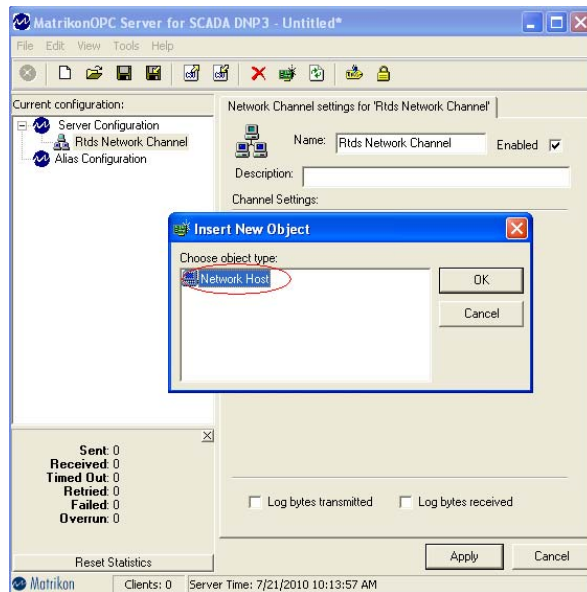 MatrikonOPC Server for SCADA DNP3 - Untitled*
File Edit View Tools Help
Current configuration:
Server Configuration
Rtds Network Channel
Alias Configuration
Network Channel settings for 'Rtds Network Channel'
Name: Rtds Network Channel Enabled
Description:
Channel Settings:
Insert New Object
Choose object type:
Network Host
OK
Cancel
Sent: 0
Received: 0
Timed Out: 0
Retried: 0
Failed: 0
Overrun: 0
Reset Statistics
Log bytes transmitted Log bytes received
Apply Cancel
Matrikon Clients: 0 Server Time: 7/21/2010 10:13:57 AM